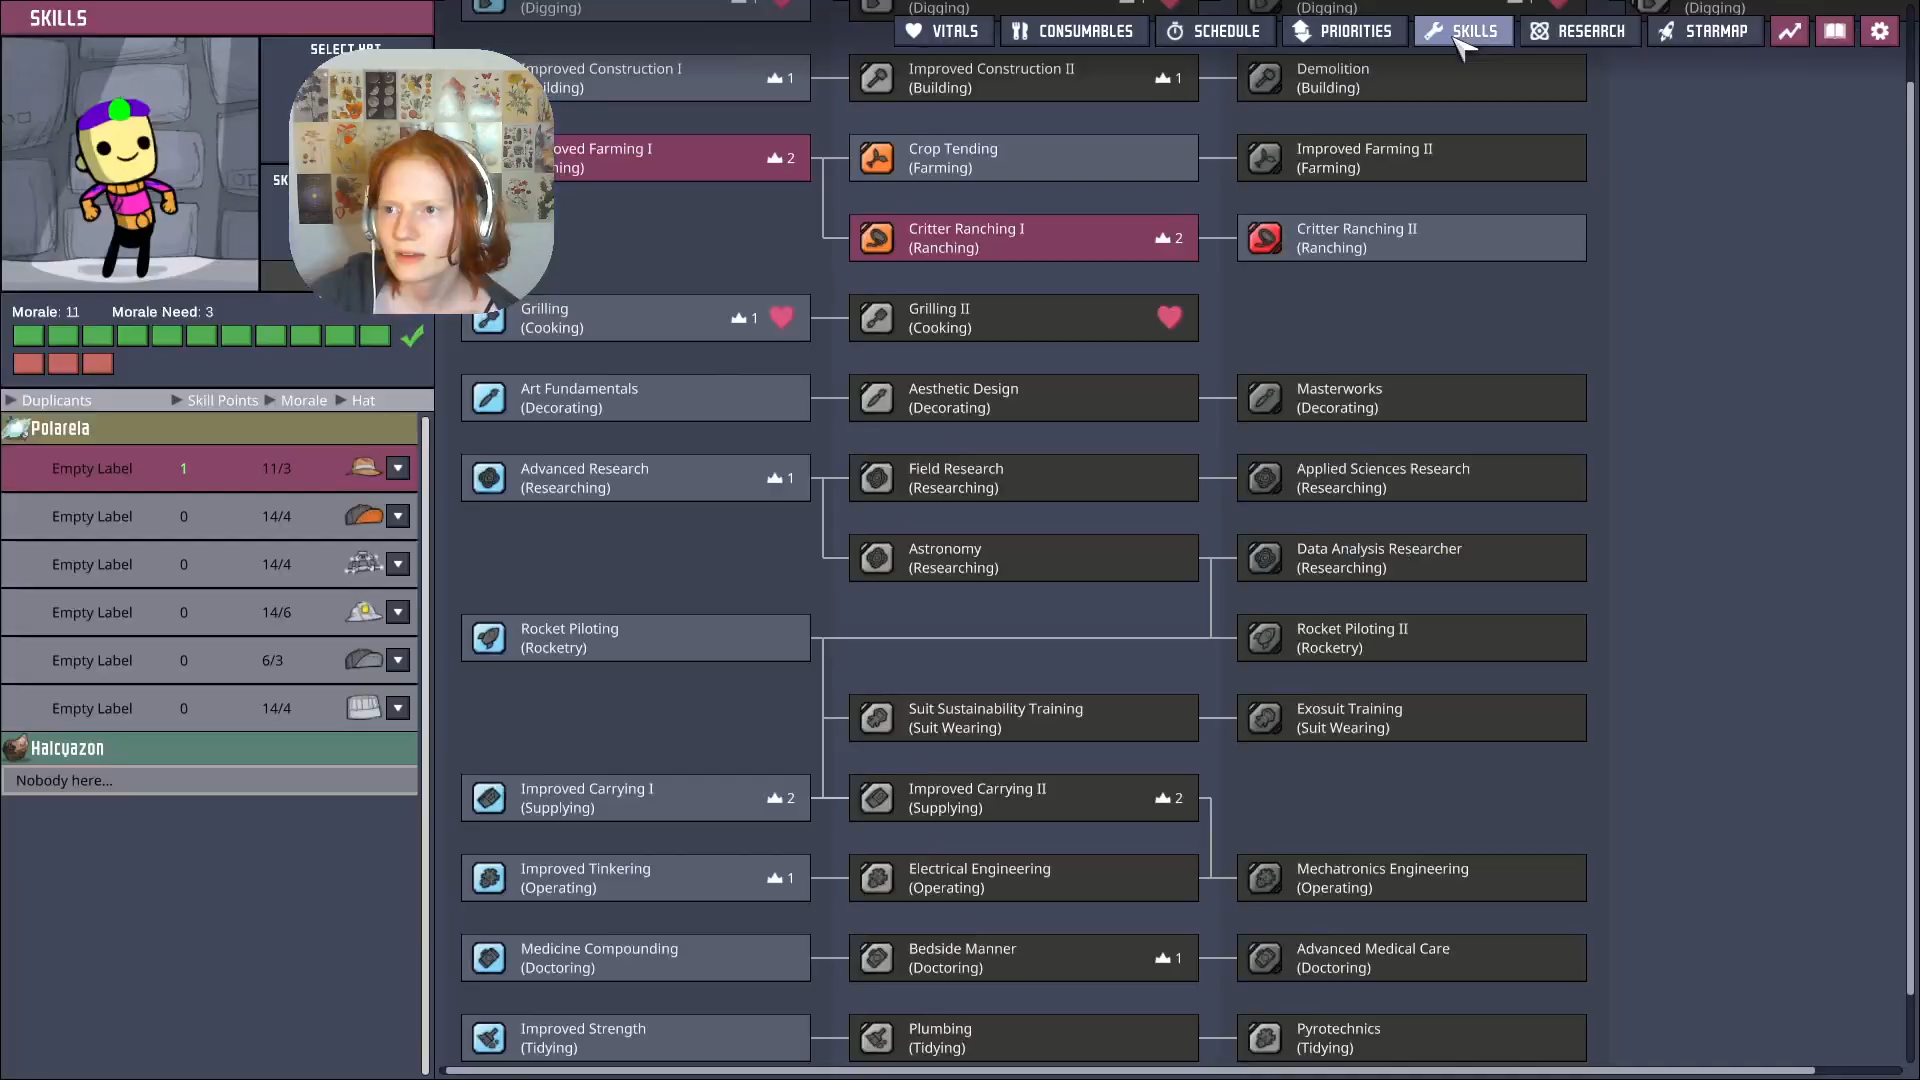 SKILLS
(Digging)
(Digging)
(Digging)
(Digging)
VITALS
CONSUMABLES
SCHEDULE
PRIORITIES
SKILLS
RESEARCH
STARMAP
Improved Construction I
1
Improved Construction II
(Building)
1
Demolition
(Building)
2
Crop Tending
(Farming)
Improved Farming II
(Farming)
Critter Ranching I
(Ranching)
2
Critter Ranching II
(Ranching)
Grilling
(Cooking)
1
Grilling II
(Cooking)
Art Fundamentals
(Decorating)
Aesthetic Design
(Decorating)
Masterworks
(Decorating)
Advanced Research
(Researching)
1
Field Research
(Researching)
Applied Sciences Research
(Researching)
Astronomy
(Researching)
Data Analysis Researcher
(Researching)
Rocket Piloting
(Rocketry)
Rocket Piloting II
(Rocketry)
Suit Sustainability Training
(Suit Wearing)
Exosuit Training
(Suit Wearing)
Improved Carrying I
(Supplying)
2
Improved Carrying II
(Supplying)
2
Improved Tinkering
(Operating)
1
Electrical Engineering
(Operating)
Mechatronics Engineering
(Operating)
Medicine Compounding
(Doctoring)
Bedside Manner
(Doctoring)
1
Advanced Medical Care
(Doctoring)
Improved Strength
(Tidying)
Plumbing
(Tidying)
Pyrotechnics
(Tidying)
Morale: 11 Morale Need: 3
Duplicants Skill Points Morale Hat
Polarela
Empty Label 1 11/3
Empty Label 0 14/4
Empty Label 0 14/4
Empty Label 0 14/6
Empty Label 0 6/3
Empty Label 0 14/4
Halcyazon
Nobody here...